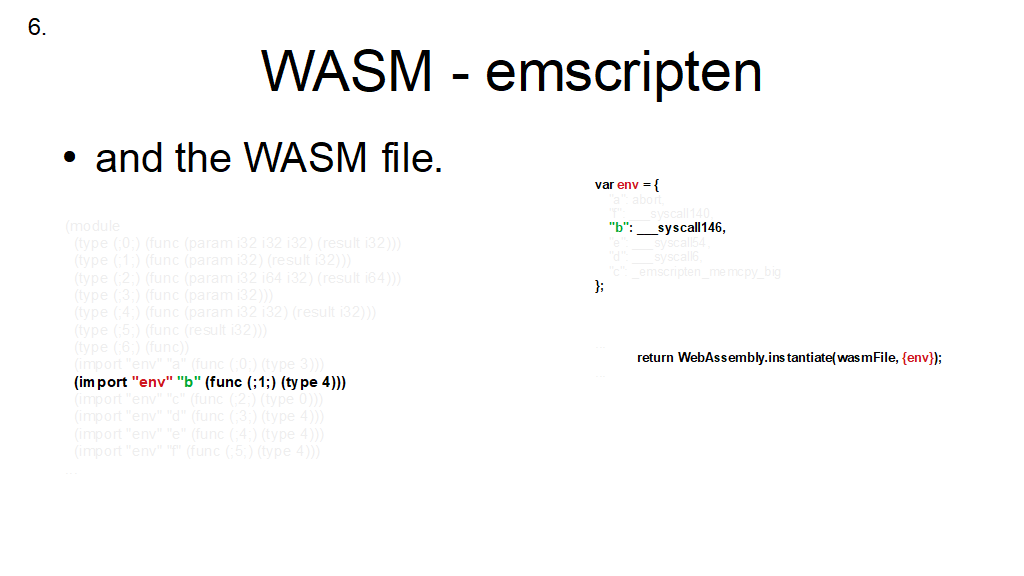 6.
WASM - emscripten
• and the WASM file.
(module
(type (;0;) (func (param i32 i32 i32) (result i32)))
(type (;1;) (func (param i32) (result i32)))
(type (;2;) (func (param i32 i64 i32) (result i64)))
(type (;3;) (func (param i32)))
(type (;4;) (func (param i32 i32) (result i32)))
(type (;5;) (func (result i32)))
(type (;6;) (func))
(import "env" "a" (func (;0;) (type 3)))
(import "env" "b" (func (;1;) (type 4)))
(import "env" "c" (func (;2;) (type 0)))
(import "env" "d" (func (;3;) (type 4)))
(import "env" "e" (func (;4;) (type 4)))
(import "env" "f" (func (;5;) (type 4)))
...
var env = {
"a": abort,
"f": ___syscall140,
"b": ___syscall146,
"e": ___syscall54,
"d": ___syscall6,
"c": _emscripten_memcpy_big
};
return WebAssembly.instantiate(wasmFile, {env});